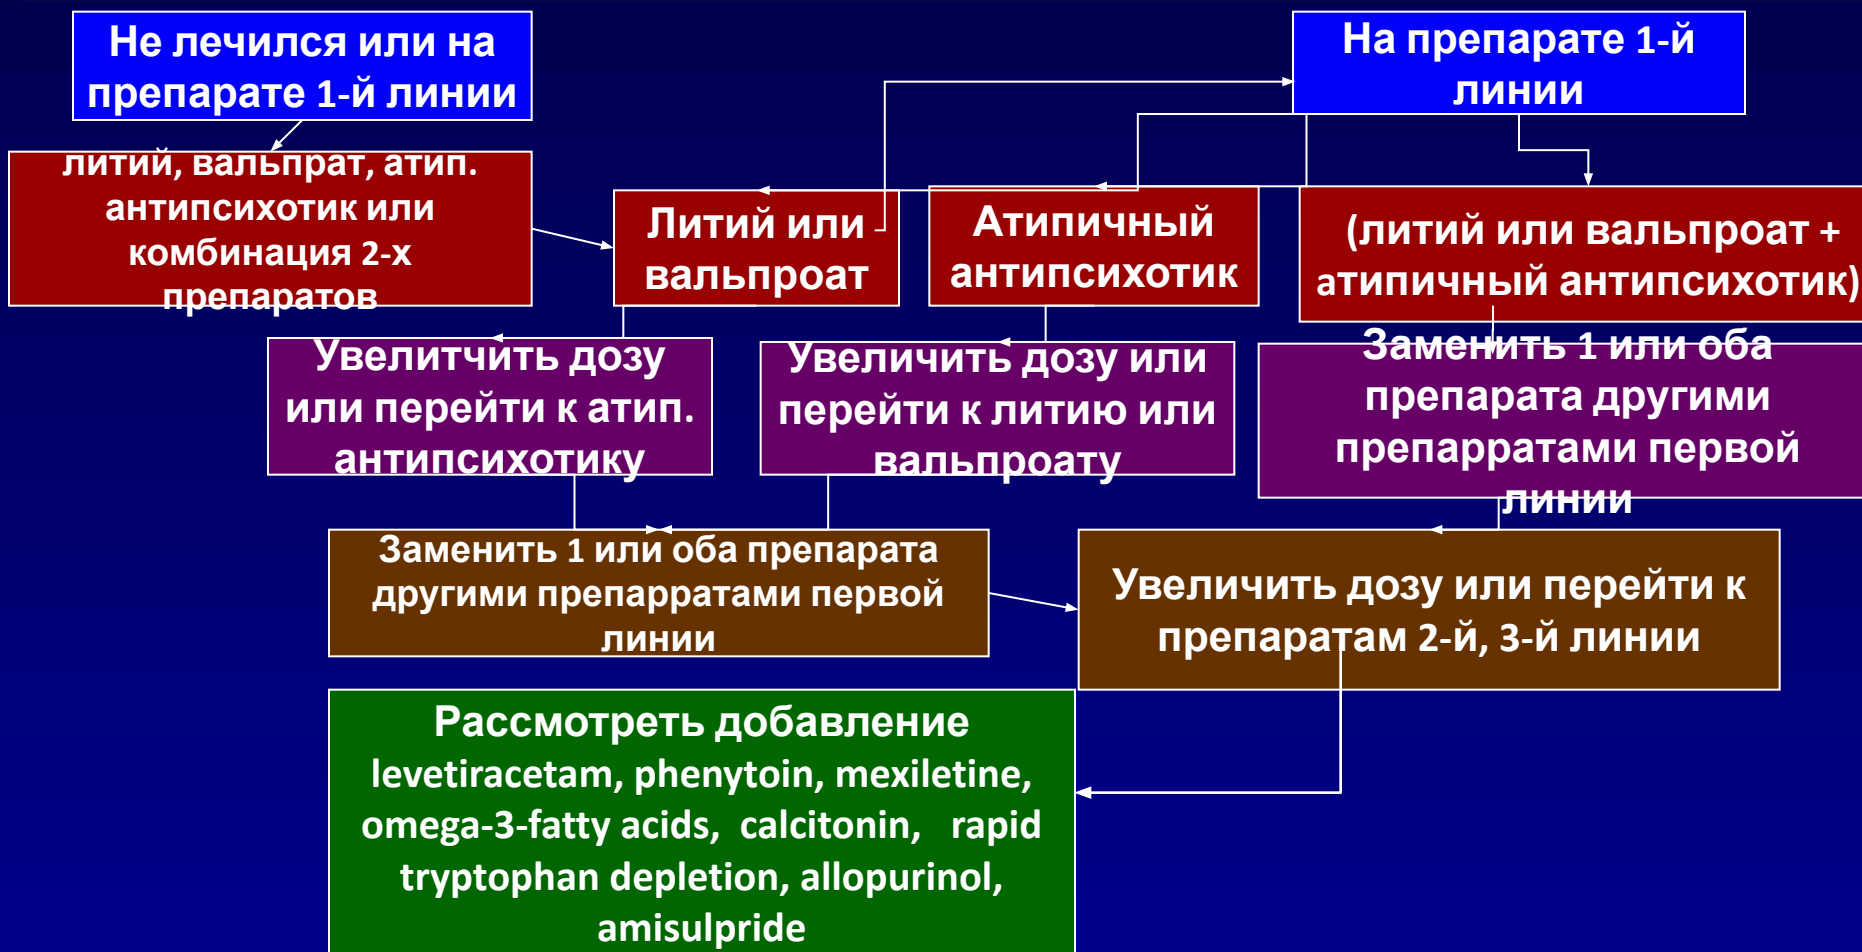 Не лечился или на
препарате 1-й линии
На препарате 1-й
линии
литий, вальпрат, атип.
антипсихотик или
комбинация 2-х
препаратов
Литий или
вальпроат
Атипичный
антипсихотик
(литий или вальпроат +
атипичный антипсихотик)
Увелитчить дозу
или перейти к атип.
антипсихотику
Увеличить дозу или
перейти к литию или
вальпроату
Заменить 1 или оба
препарата другими
препарратами первой
линии
Заменить 1 или оба препарата
другими препарратами первой
линии
Увеличить дозу или перейти к
препаратам 2-й, 3-й линии
Рассмотреть добавление
levetiracetam, phenytoin, mexiletine,
omega-3-fatty acids, calcitonin, rapid
tryptophan depletion, allopurinol,
amisulpride